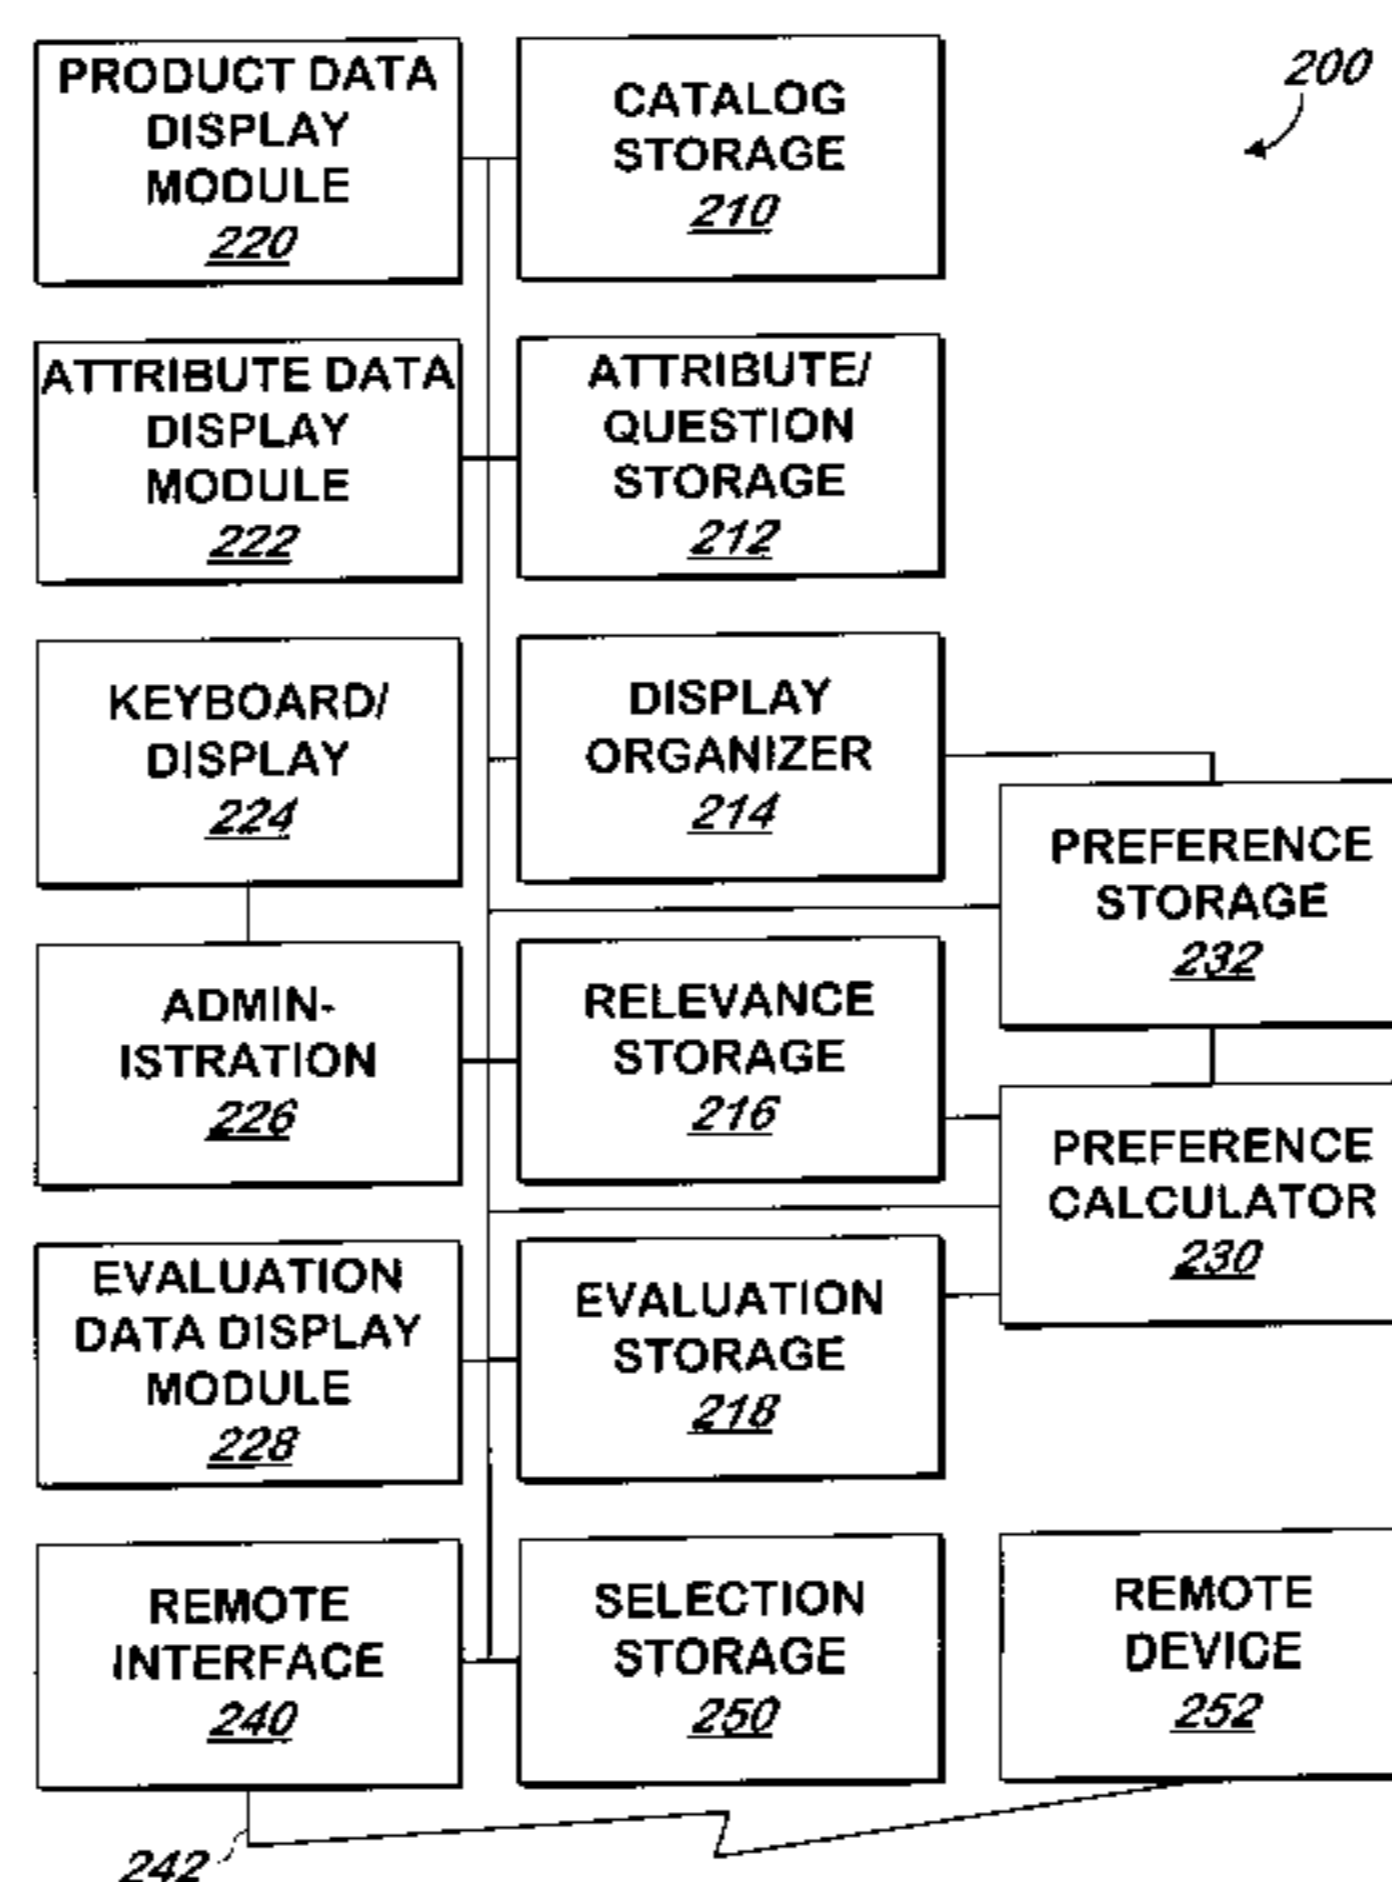 200
PRODUCT DATA
DISPLAY
MODULE
220
CATALOG
STORAGE
210
ATTRIBUTE DATA
DISPLAY
MODULE
222
ATTRIBUTE/
QUESTION
STORAGE
212
KEYBOARD/
DISPLAY
224
DISPLAY
ORGANIZER
214
PREFERENCE
STORAGE
232
ADMIN-
ISTRATION
226
RELEVANCE
STORAGE
216
PREFERENCE
CALCULATOR
230
EVALUATION
DATA DISPLAY
MODULE
228
EVALUATION
STORAGE
218
REMOTE
INTERFACE
240
SELECTION
STORAGE
250
REMOTE
DEVICE
252
242